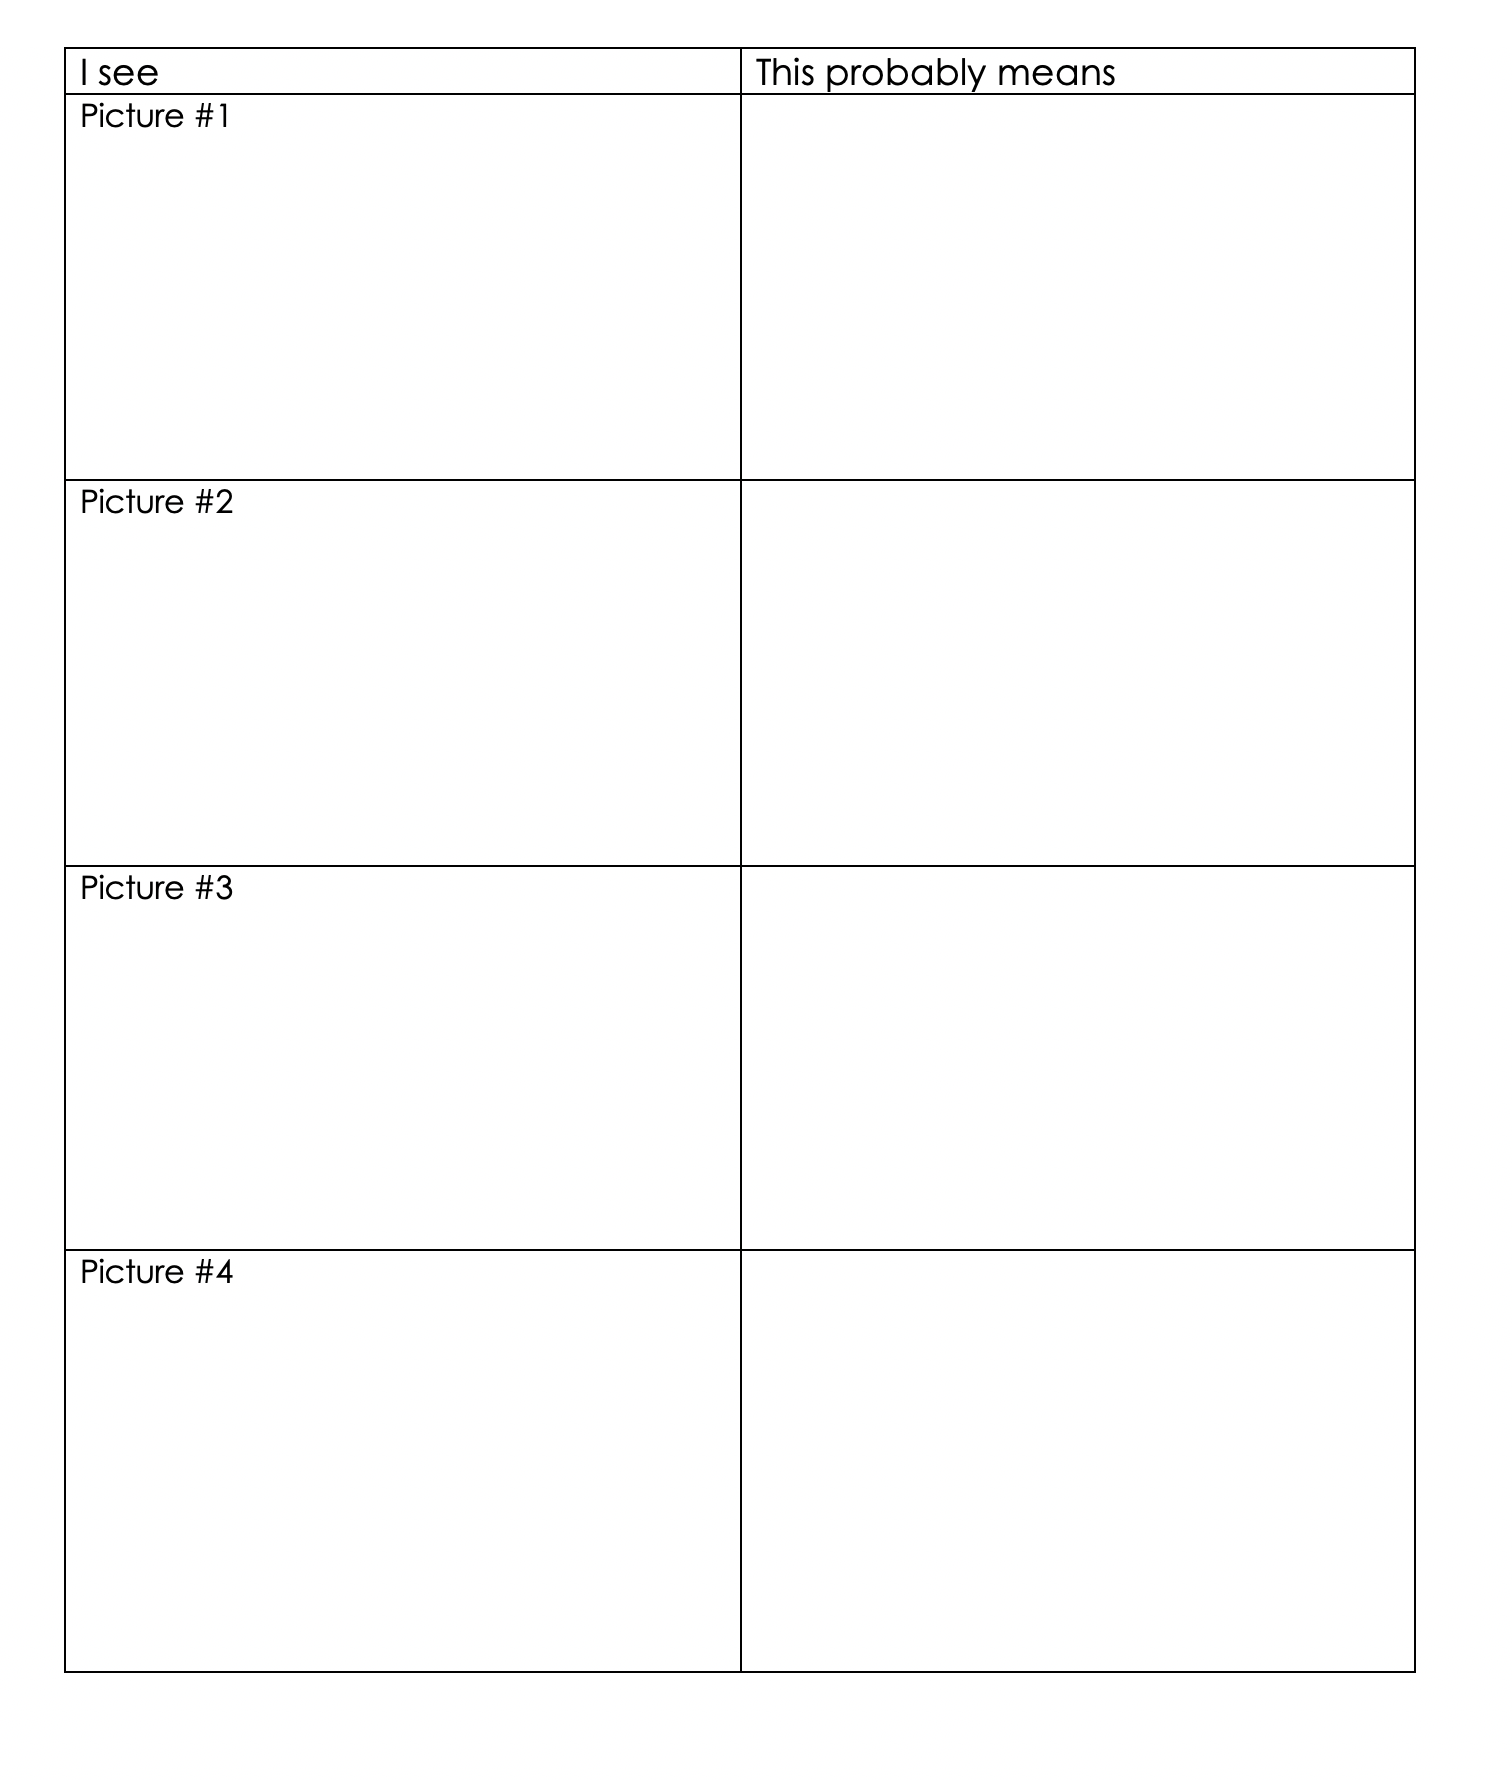 I see
This probably means
Picture #1
Picture #2
Picture #3
Picture #4